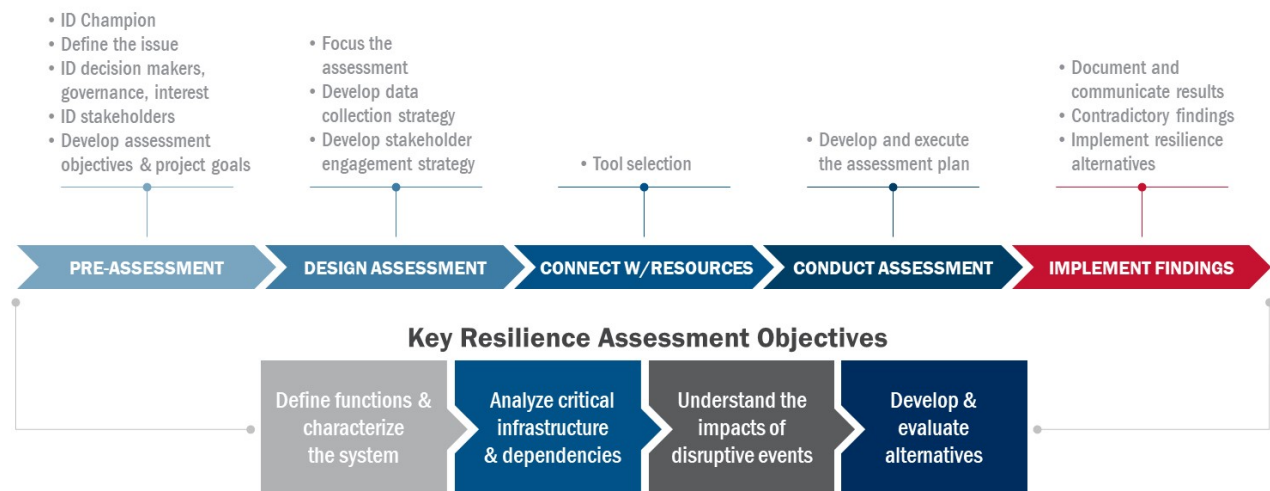 • ID Champion
• Define the issue
• ID decision makers,
governance, interest
• ID stakeholders
• Develop assessment
objectives & project goals
• Focus the
assessment
• Develop data
collection strategy
• Develop stakeholder
engagement strategy
• Tool selection
• Develop and execute
the assessment plan
• Document and
communicate results
• Contradictory findings
• Implement resilience
alternatives
PRE-ASSESSMENT
DESIGN ASSESSMENT
CONNECT W/RESOURCES
CONDUCT ASSESSMENT
IMPLEMENT FINDINGS
Key Resilience Assessment Objectives
Define functions &
characterize
the system
Analyze critical
infrastructure
& dependencies
Understand the
impacts of
disruptive events
Develop &
evaluate
alternatives